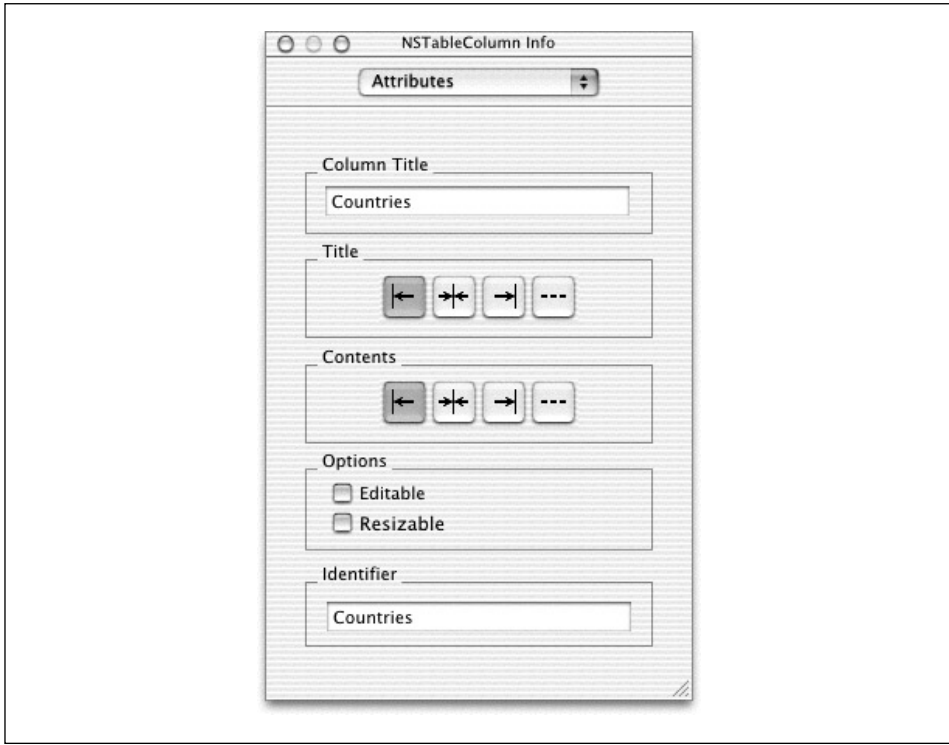 NSTableColumn Info
Attributes
Column Title
Countries
Title
Contents
Options
Editable
Resizable
Identifier
Countries